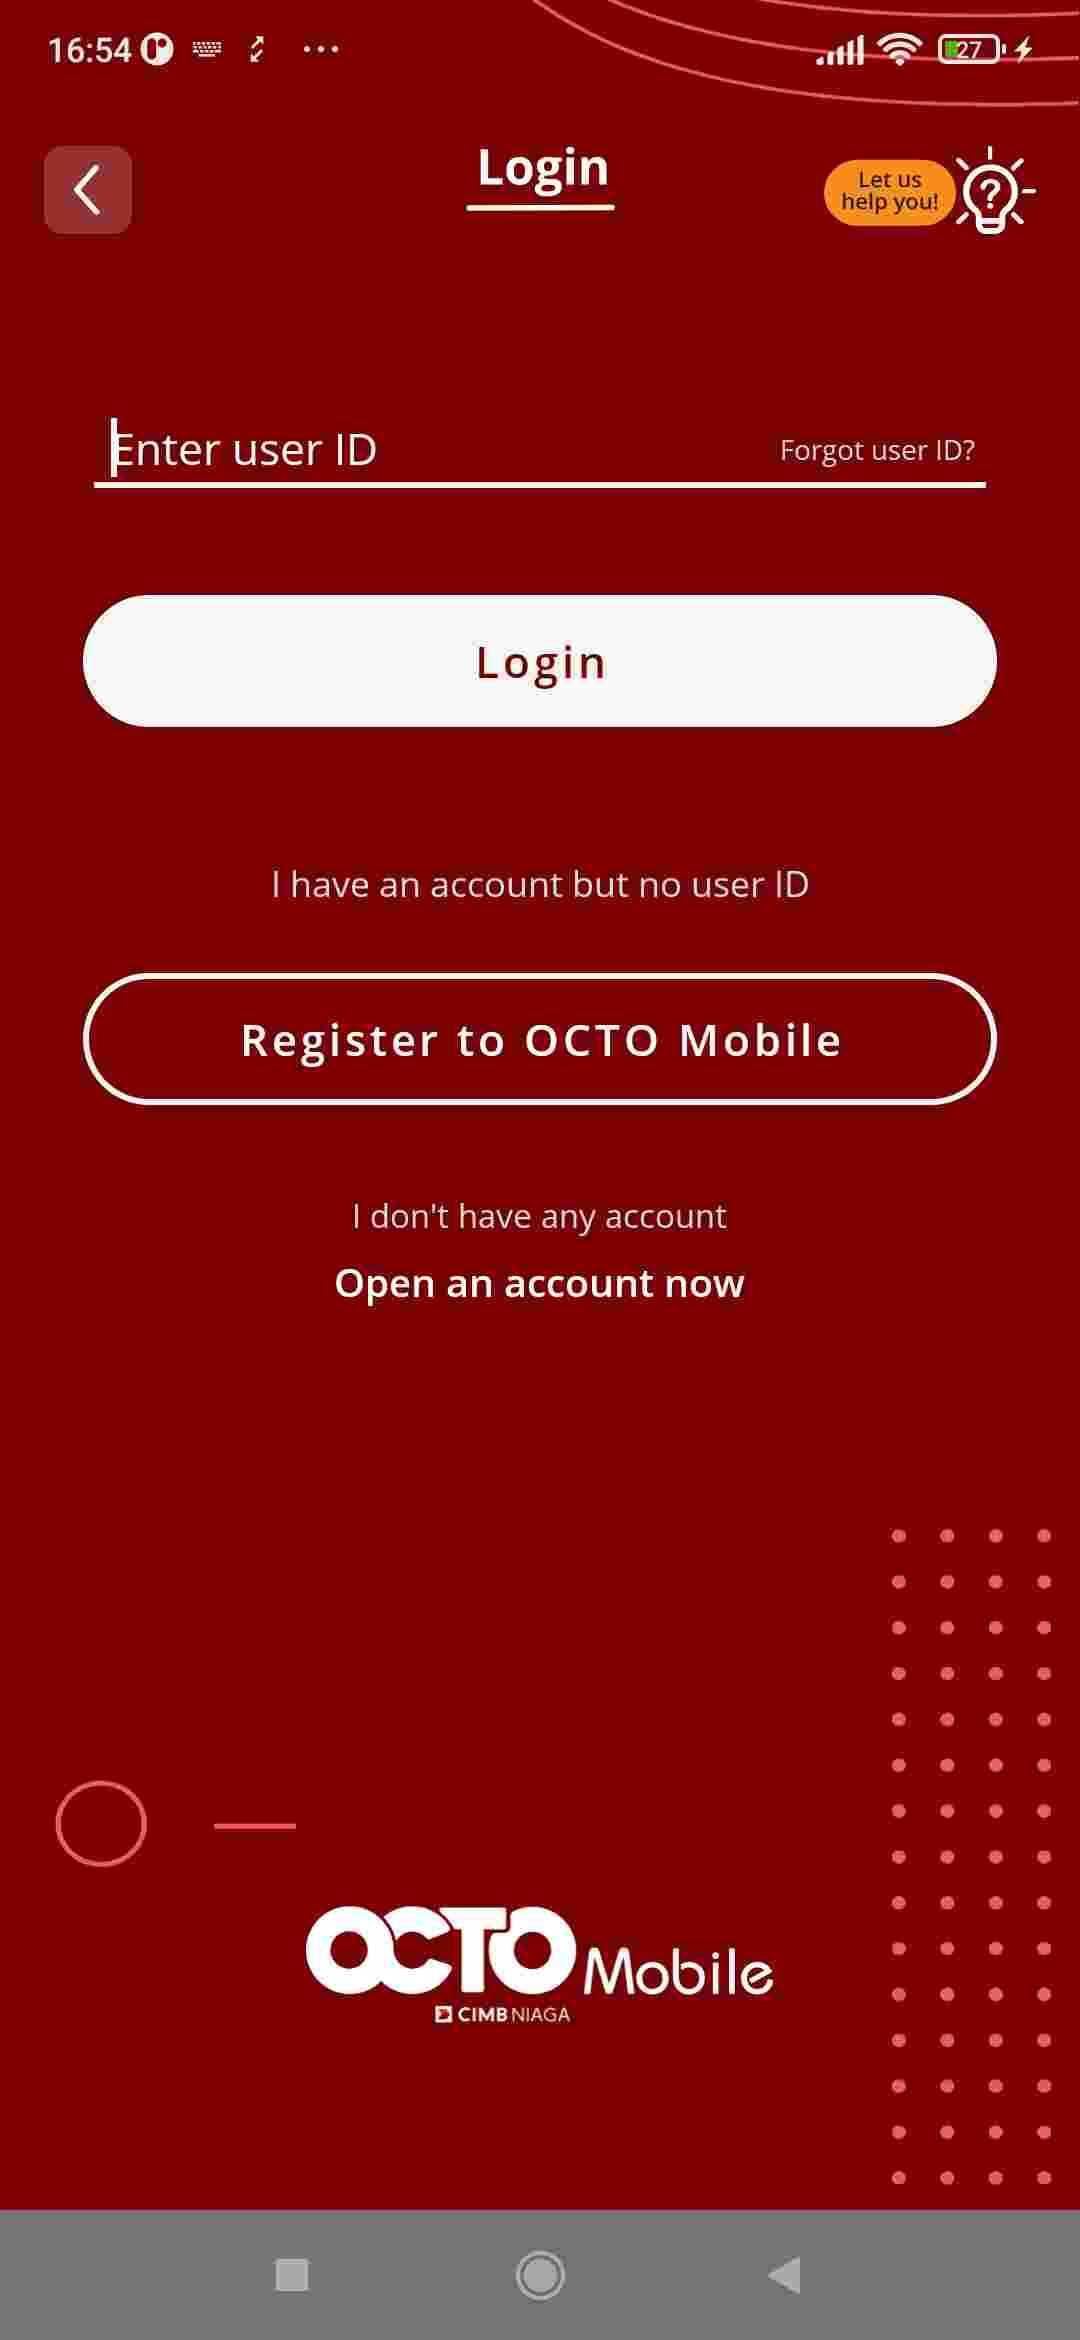 16:54
27
Login
Let us
help you!
Enter user ID
Forgot user ID?
Login
I have an account but no user ID
Register to OCTO Mobile
I don't have any account
Open an account now
OCTO Mobile
CIMB NIAGA